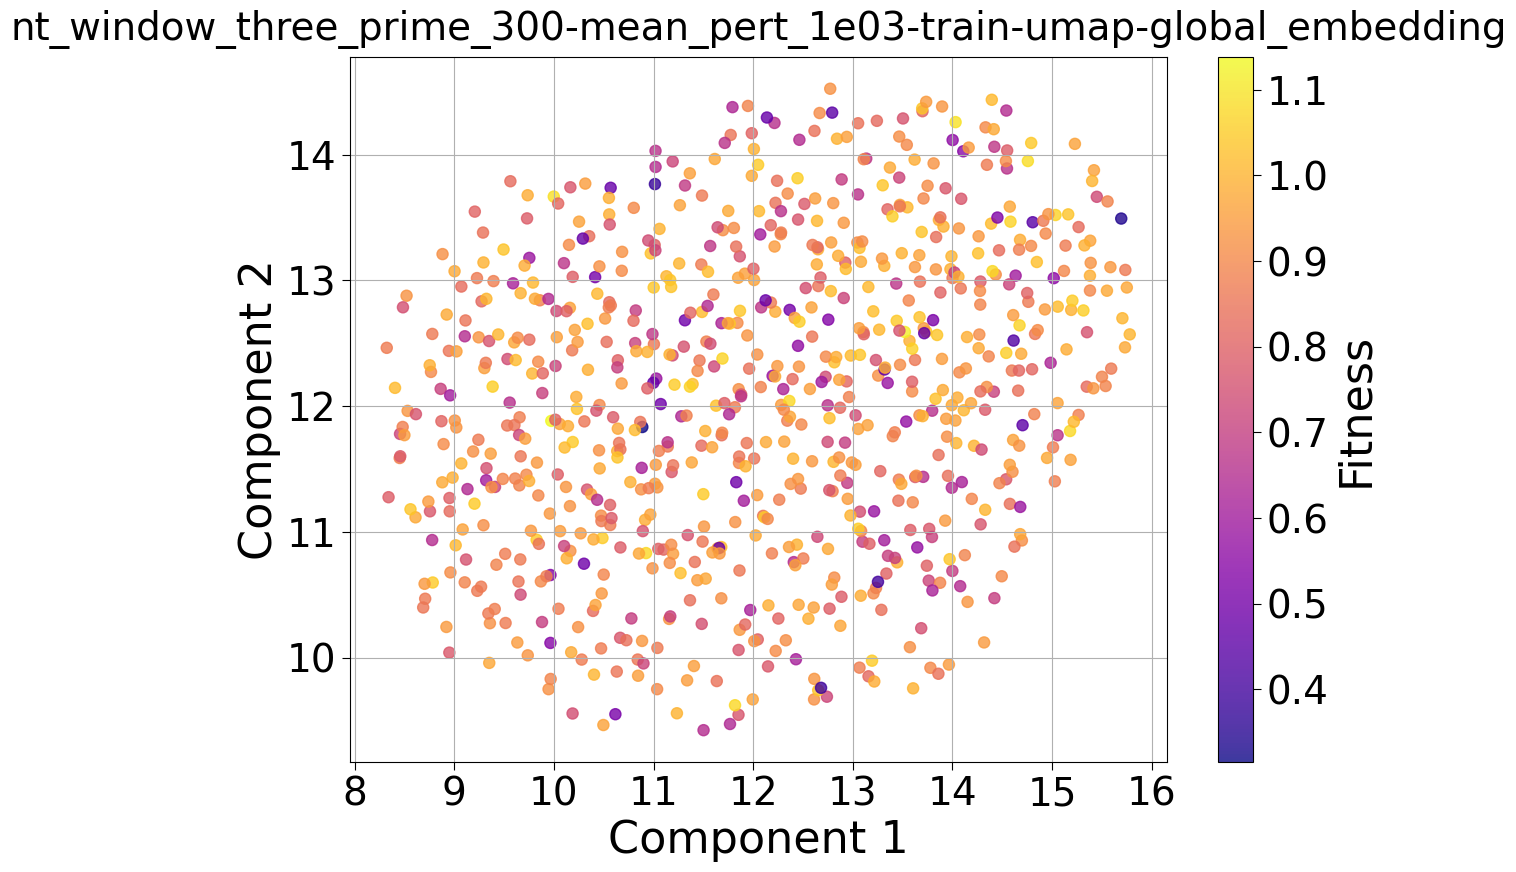 nt_window_three_prime_300-mean_pert_1e03-train-umap-global_embedding
14
13
12
11
10
Component 2
8 9 10 11 12 13 14 15 16
Component 1
1.1
1.0
0.9
0.8
0.7
0.6
0.5
0.4
Fitness